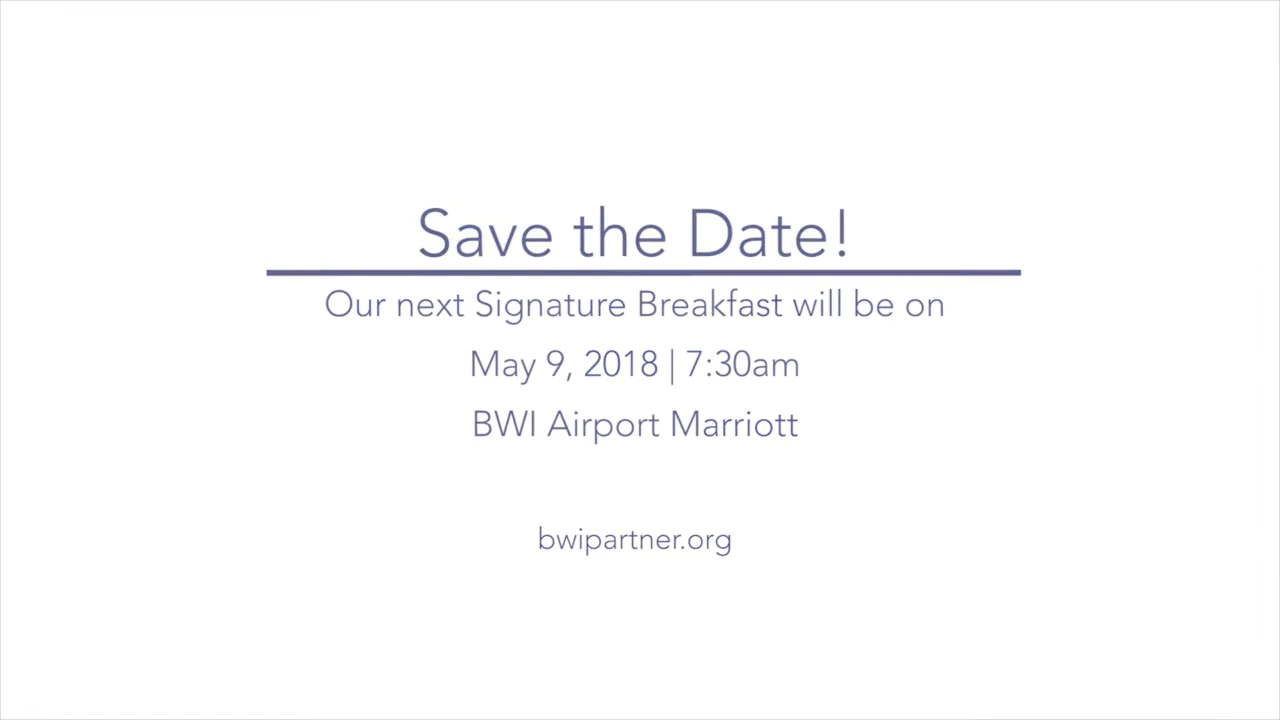 Save the Date!
Our next Signature Breakfast will be on
May 9, 2018 | 7:30am
BWI Airport Marriott
bwipartner.org